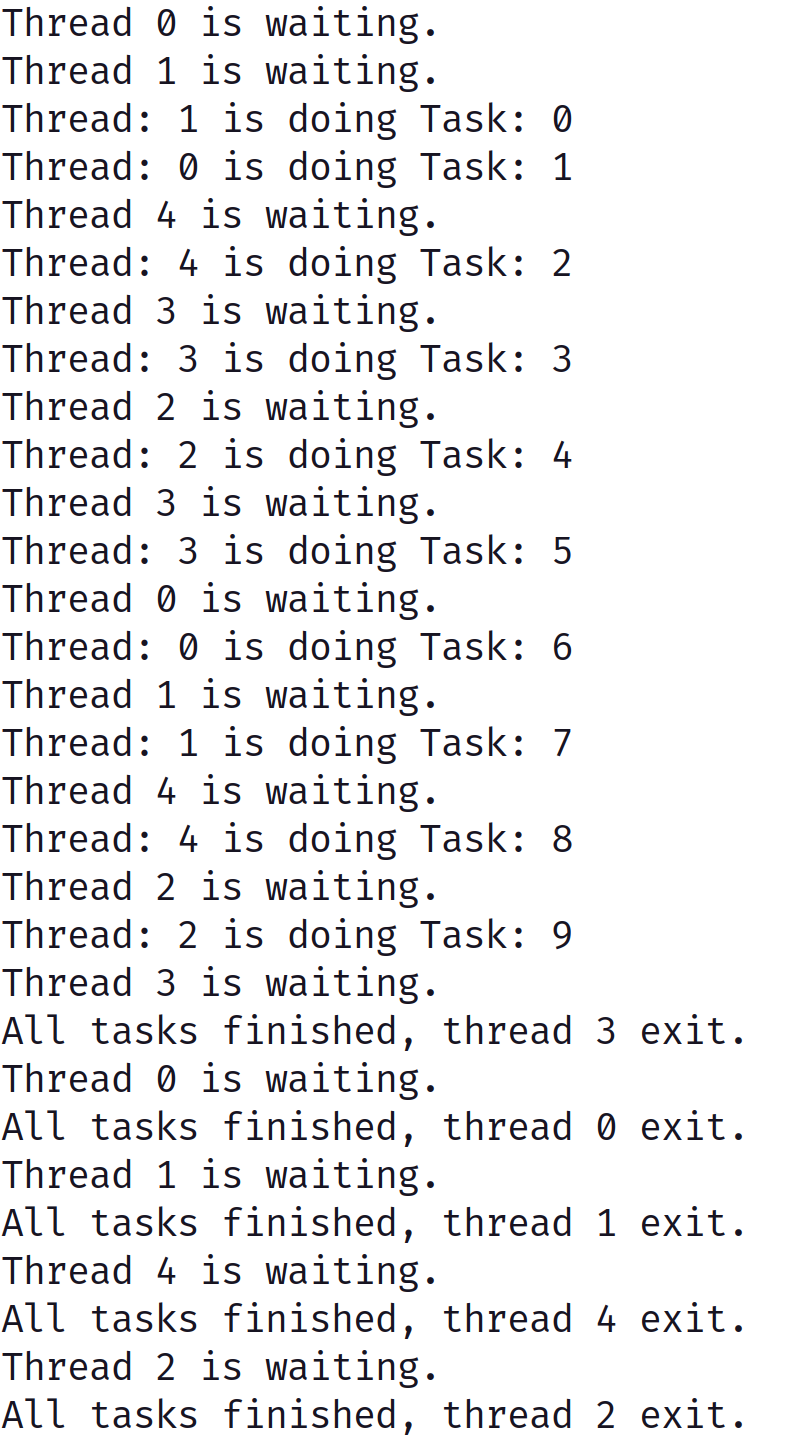 Thread 0 is waiting.
Thread 1 is waiting.
Thread: 1 is doing Task: 0
Thread: 0 is doing Task: 1
Thread 4 is waiting.
Thread: 4 is doing Task: 2
Thread 3 is waiting.
Thread: 3 is doing Task: 3
Thread 2 is waiting.
Thread: 2 is doing Task: 4
Thread 3 is waiting.
Thread: 3 is doing Task: 5
Thread 0 is waiting.
Thread: 0 is doing Task: 6
Thread 1 is waiting.
Thread: 1 is doing Task: 7
Thread 4 is waiting.
Thread: 4 is doing Task: 8
Thread 2 is waiting.
Thread: 2 is doing Task: 9
Thread 3 is waiting.
All tasks finished, thread 3 exit.
Thread 0 is waiting.
All tasks finished, thread 0 exit.
Thread 1 is waiting.
All tasks finished, thread 1 exit.
Thread 4 is waiting.
All tasks finished, thread 4 exit.
Thread 2 is waiting.
All tasks finished, thread 2 exit.